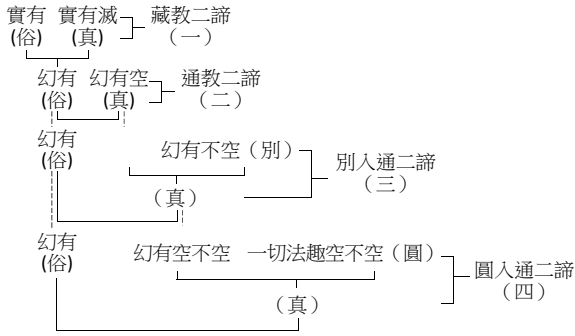 實有 實有滅 藏教二諦
(俗) (真) (一)
幻有 幻有空 通教二諦
(俗) (真) (二)
幻有
(俗)
幻有不空(別)
(真)
別入通二諦
(三)
幻有
(俗)
幻有空不空 一切法趣空不空(圓)
(真)
圓入通二諦
(四)